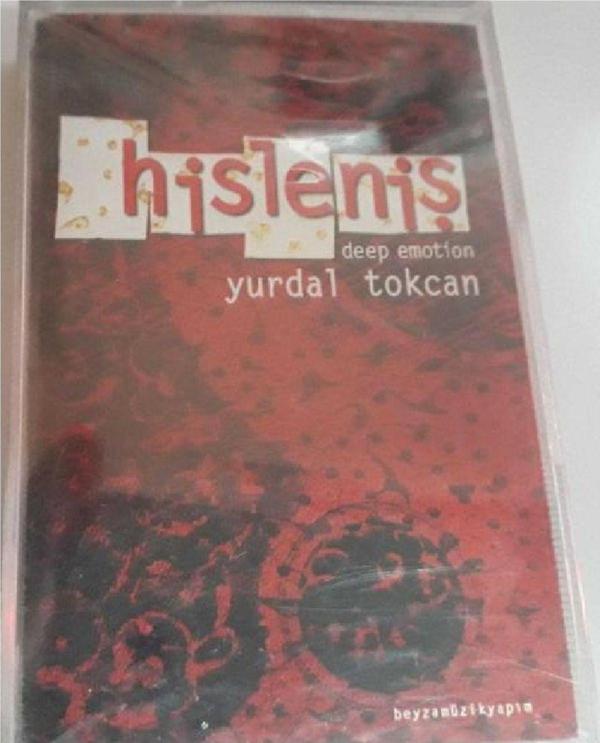 hisleniş
deep emotion
yurdal tokcan
beyzamüzikyapım